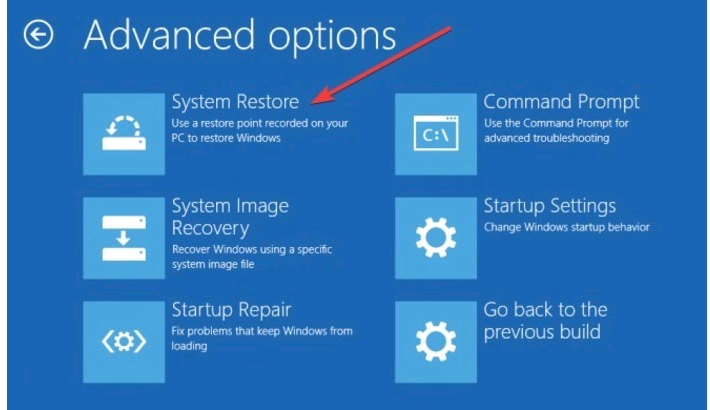 Advanced options
System Restore
Use a restore point recorded on your
PC to restore Windows
System Image
Recovery
Recover Windows using a specific
system image file
Startup Repair
Fix problems that keep Windows from
loading
C:\
Command Prompt
Use the Command Prompt for
advanced troubleshooting
Startup Settings
Change Windows startup behavior
Go back to the
previous build